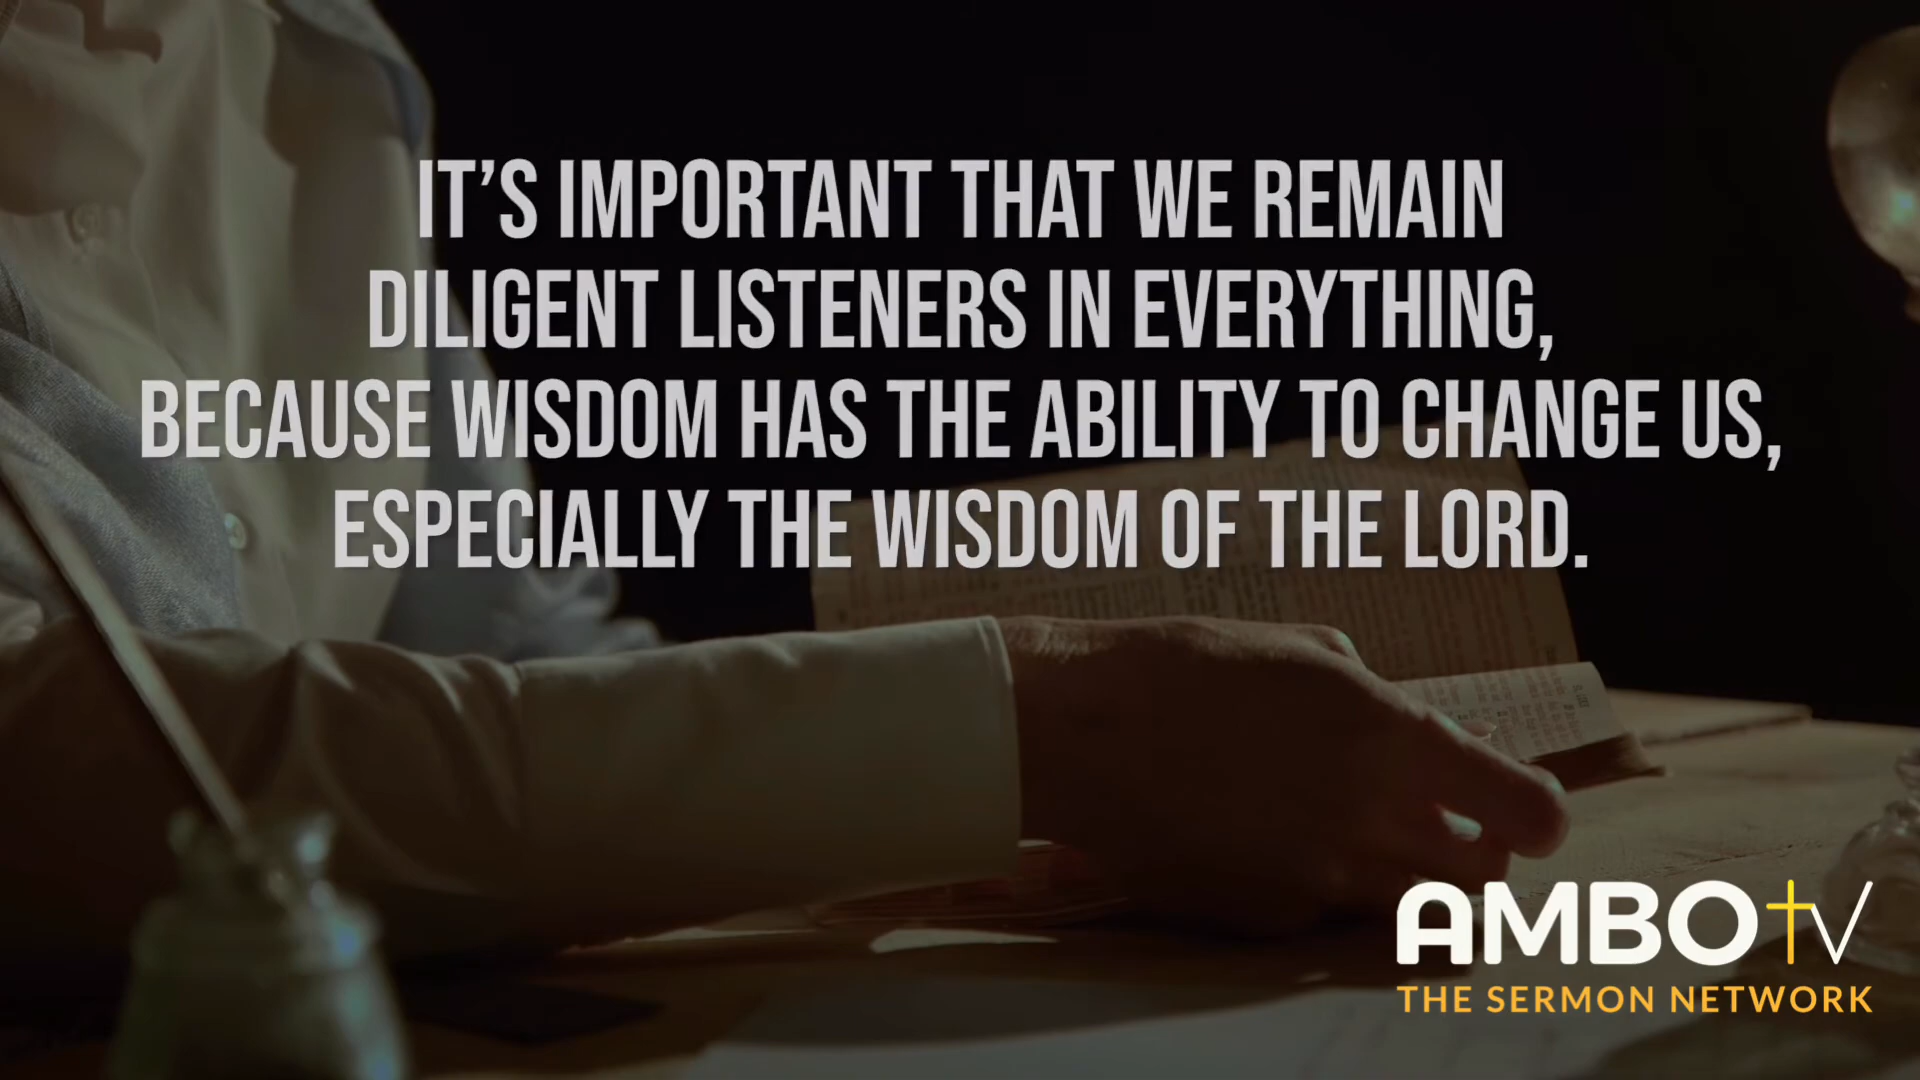 IT’S IMPORTANT THAT WE REMAIN
DILIGENT LISTENERS IN EVERYTHING,
BECAUSE WISDOM HAS THE ABILITY TO CHANGE US,
ESPECIALLY THE WISDOM OF THE LORD.
AMBO tv
THE SERMON NETWORK